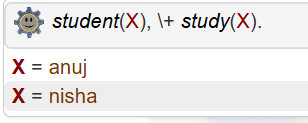 student(X), \+ study(X).
X = anuj
X = nisha